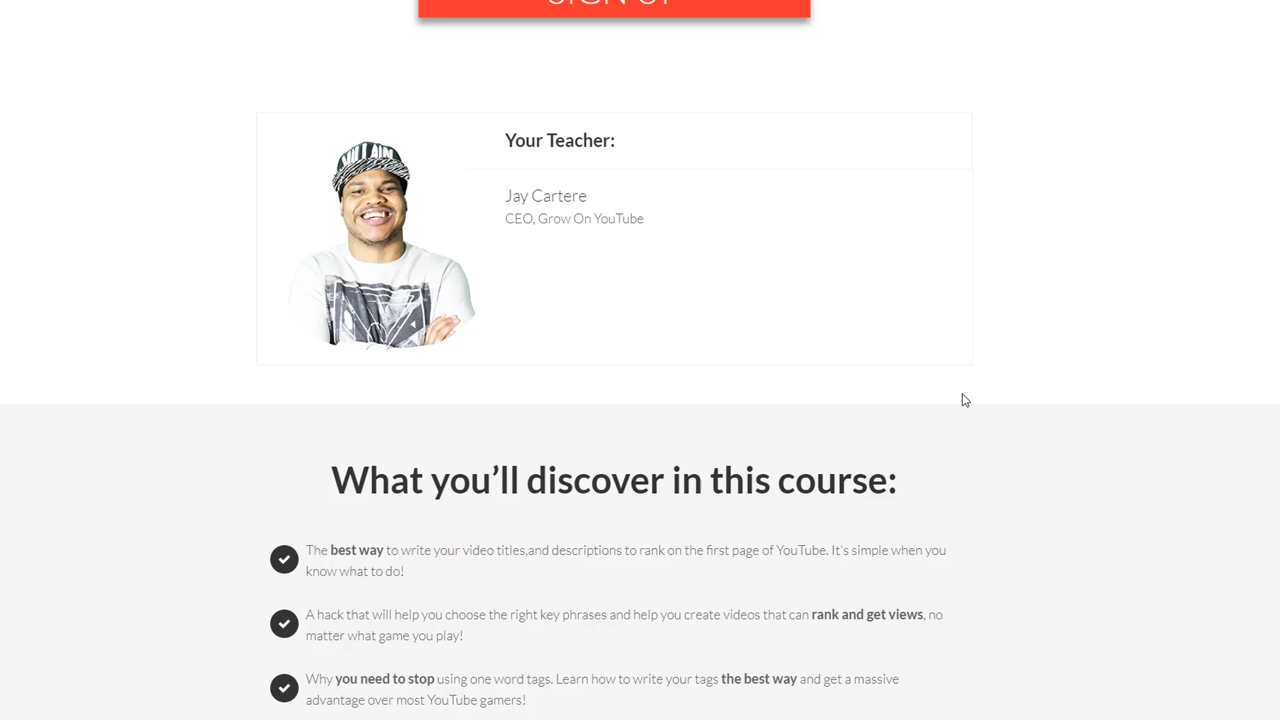 SIGN UP
Your Teacher:
Jay Cartere
CEO, Grow On YouTube
What you’ll discover in this course:
The best way to write your video titles,and descriptions to rank on the first page of YouTube. It's simple when you
know what to do!
A hack that will help you choose the right key phrases and help you create videos that can rank and get views, no
matter what game you play!
Why you need to stop using one word tags. Learn how to write your tags the best way and get a massive
advantage over most YouTube gamers!